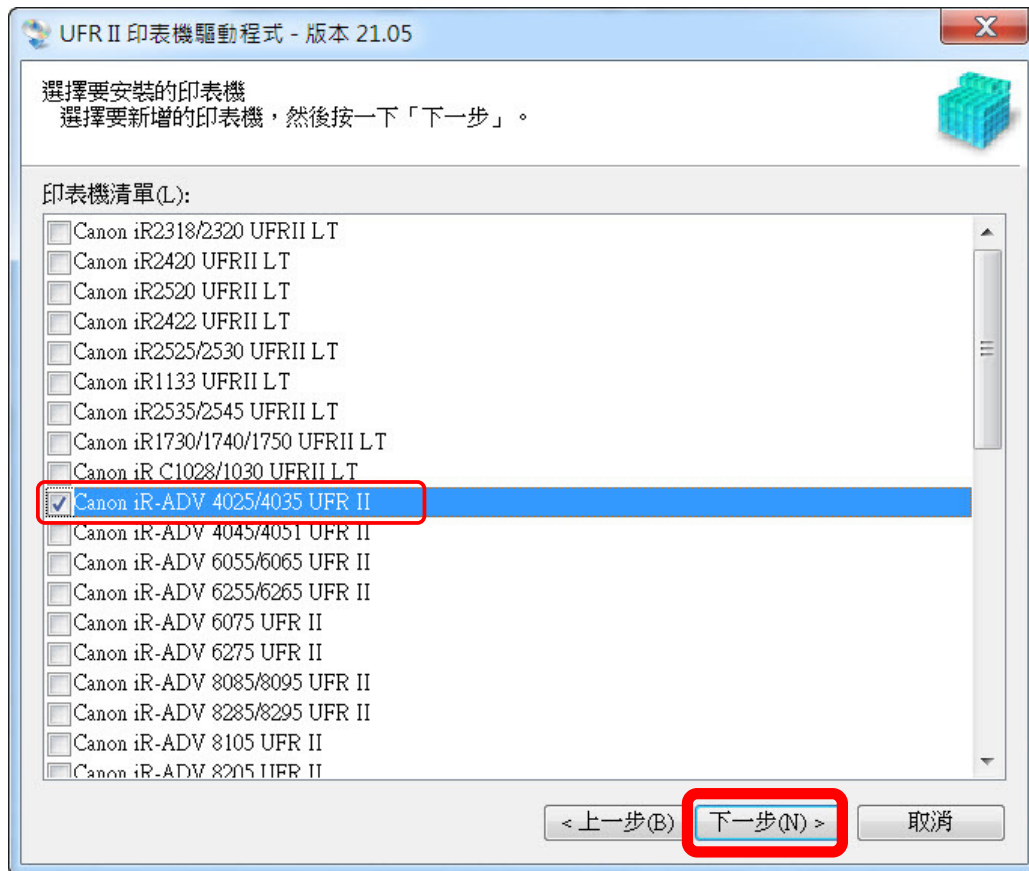 UFR II 印表機驅動程式 - 版本 21.05
選擇要安裝的印表機
選擇要新增的印表機，然後按一下「下一步」。
印表機清單(L):
Canon iR2318/2320 UFRII LT
Canon iR2420 UFRII LT
Canon iR2520 UFRII LT
Canon iR2422 UFRII LT
Canon iR2525/2530 UFRII LT
Canon iR1133 UFRII LT
Canon iR2535/2545 UFRII LT
Canon iR1730/1740/1750 UFRII LT
Canon iR C1028/1030 UFRII LT
Canon iR-ADV 4025/4035 UFR II
Canon iR-ADV 4045/4051 UFR II
Canon iR-ADV 6055/6065 UFR II
Canon iR-ADV 6255/6265 UFR II
Canon iR-ADV 6075 UFR II
Canon iR-ADV 6275 UFR II
Canon iR-ADV 8085/8095 UFR II
Canon iR-ADV 8285/8295 UFR II
Canon iR-ADV 8105 UFR II
Canon iR-ADV 8205 UFR II
< 上一步(B) 下一步(N) > 取消